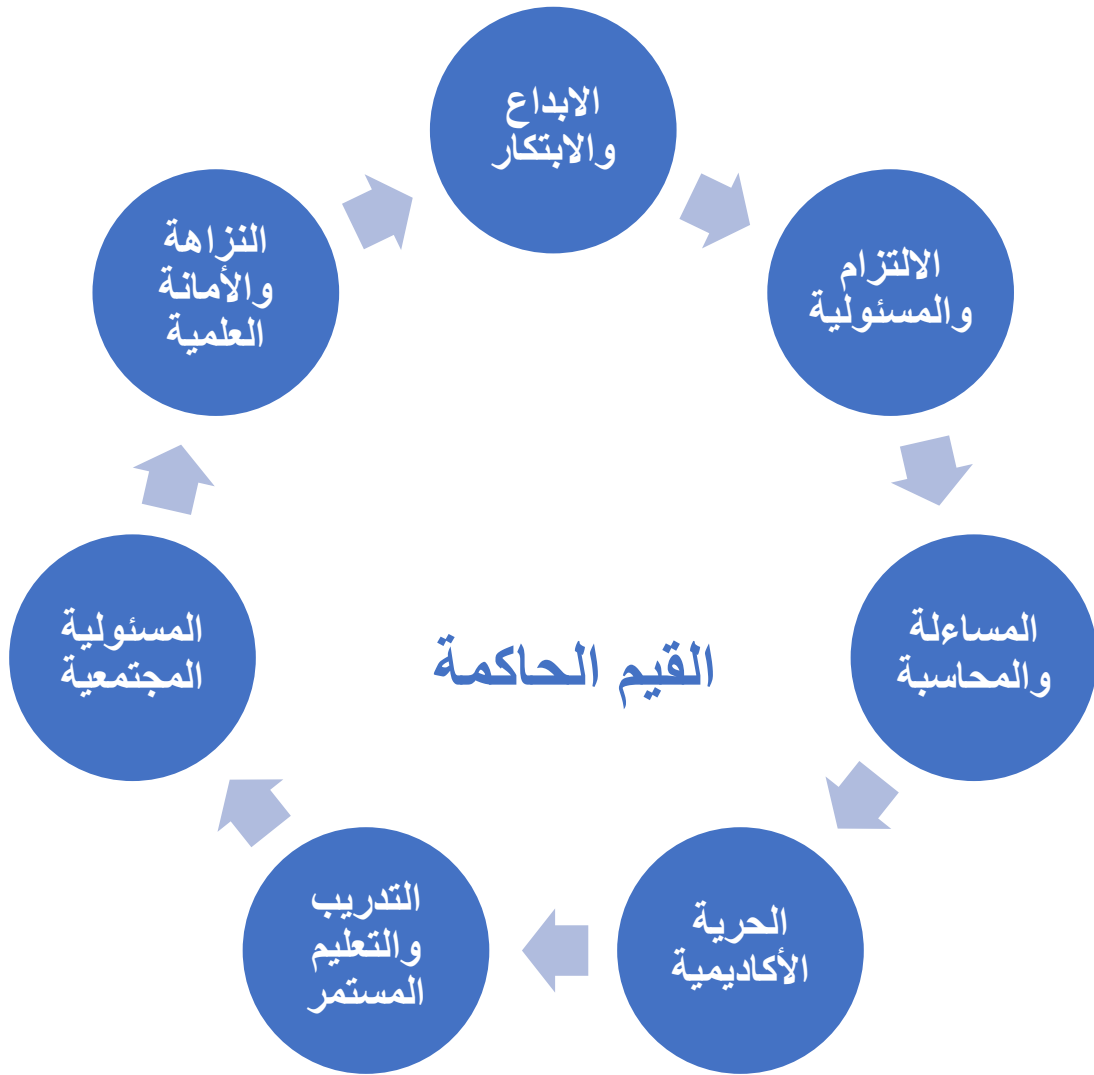 الابداع
والابتكار
الالتزام
والمسئولية
المساءلة
والمحاسبة
الحرية
الأكاديمية
التدريب
والتعليم
المستمر
المسئولية
المجتمعية
النزاهة
والأمانة
العلمية
القيم الحاكمة